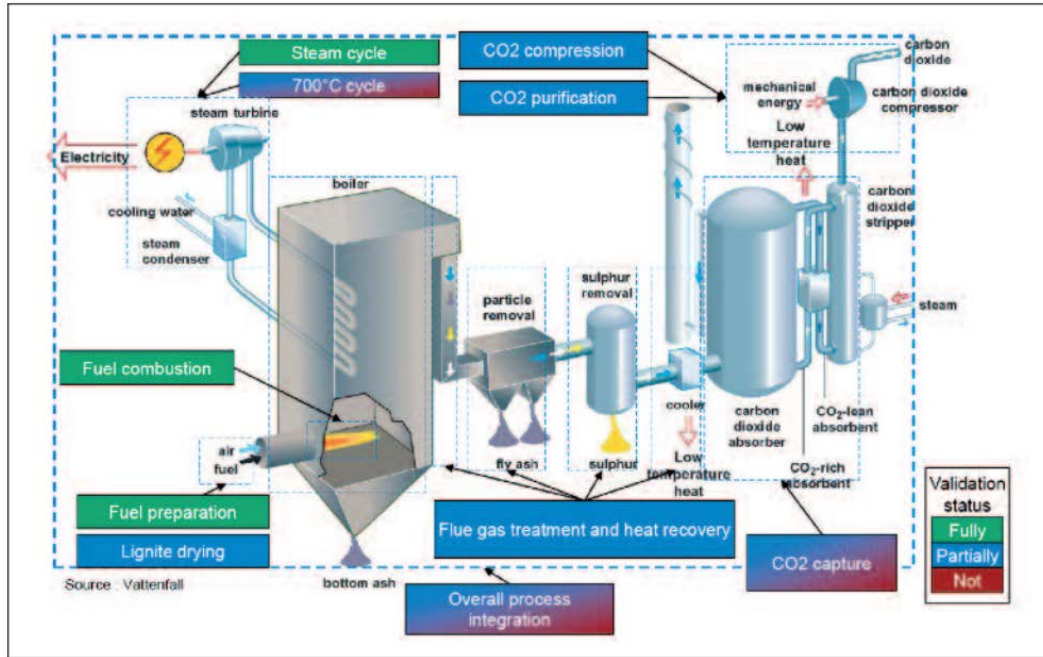 Steam cycle
700°C cycle
steam turbine
CO2 compression
CO2 purification
carbon
dioxide
mechanical
energy
carbon dioxide
compressor
Low
temperature
heat
Electricity
boiler
cooling water
steam
condenser
carbon
dioxide
stripper
sulphur
removal
particle
removal
steam
Fuel combustion
air
fuel
cooler
carbon
dioxide
absorber
CO2-lean
absorbent
fly ash
sulphur
Low
temperature
heat
CO2-rich
absorbent
Validation
status
Fully
Partially
Not
Fuel preparation
Lignite drying
Flue gas treatment and heat recovery
CO2 capture
Source : Vattenfall
bottom ash
Overall process
integration